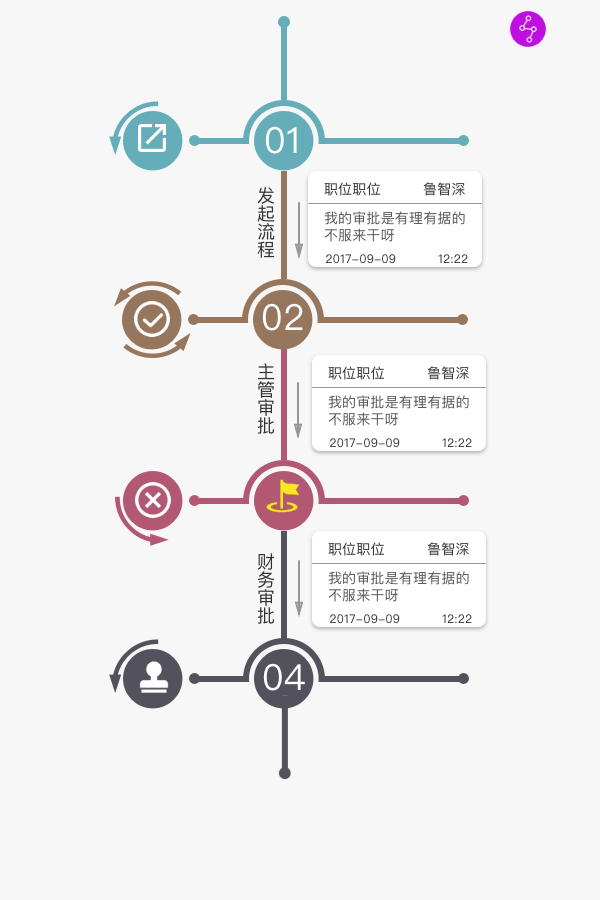 01
发起流程
职位职位 鲁智深
我的审批是有理有据的
不服来干呀
2017-09-09 12:22
02
主管审批
职位职位 鲁智深
我的审批是有理有据的
不服来干呀
2017-09-09 12:22
财务审批
职位职位 鲁智深
我的审批是有理有据的
不服来干呀
2017-09-09 12:22
04